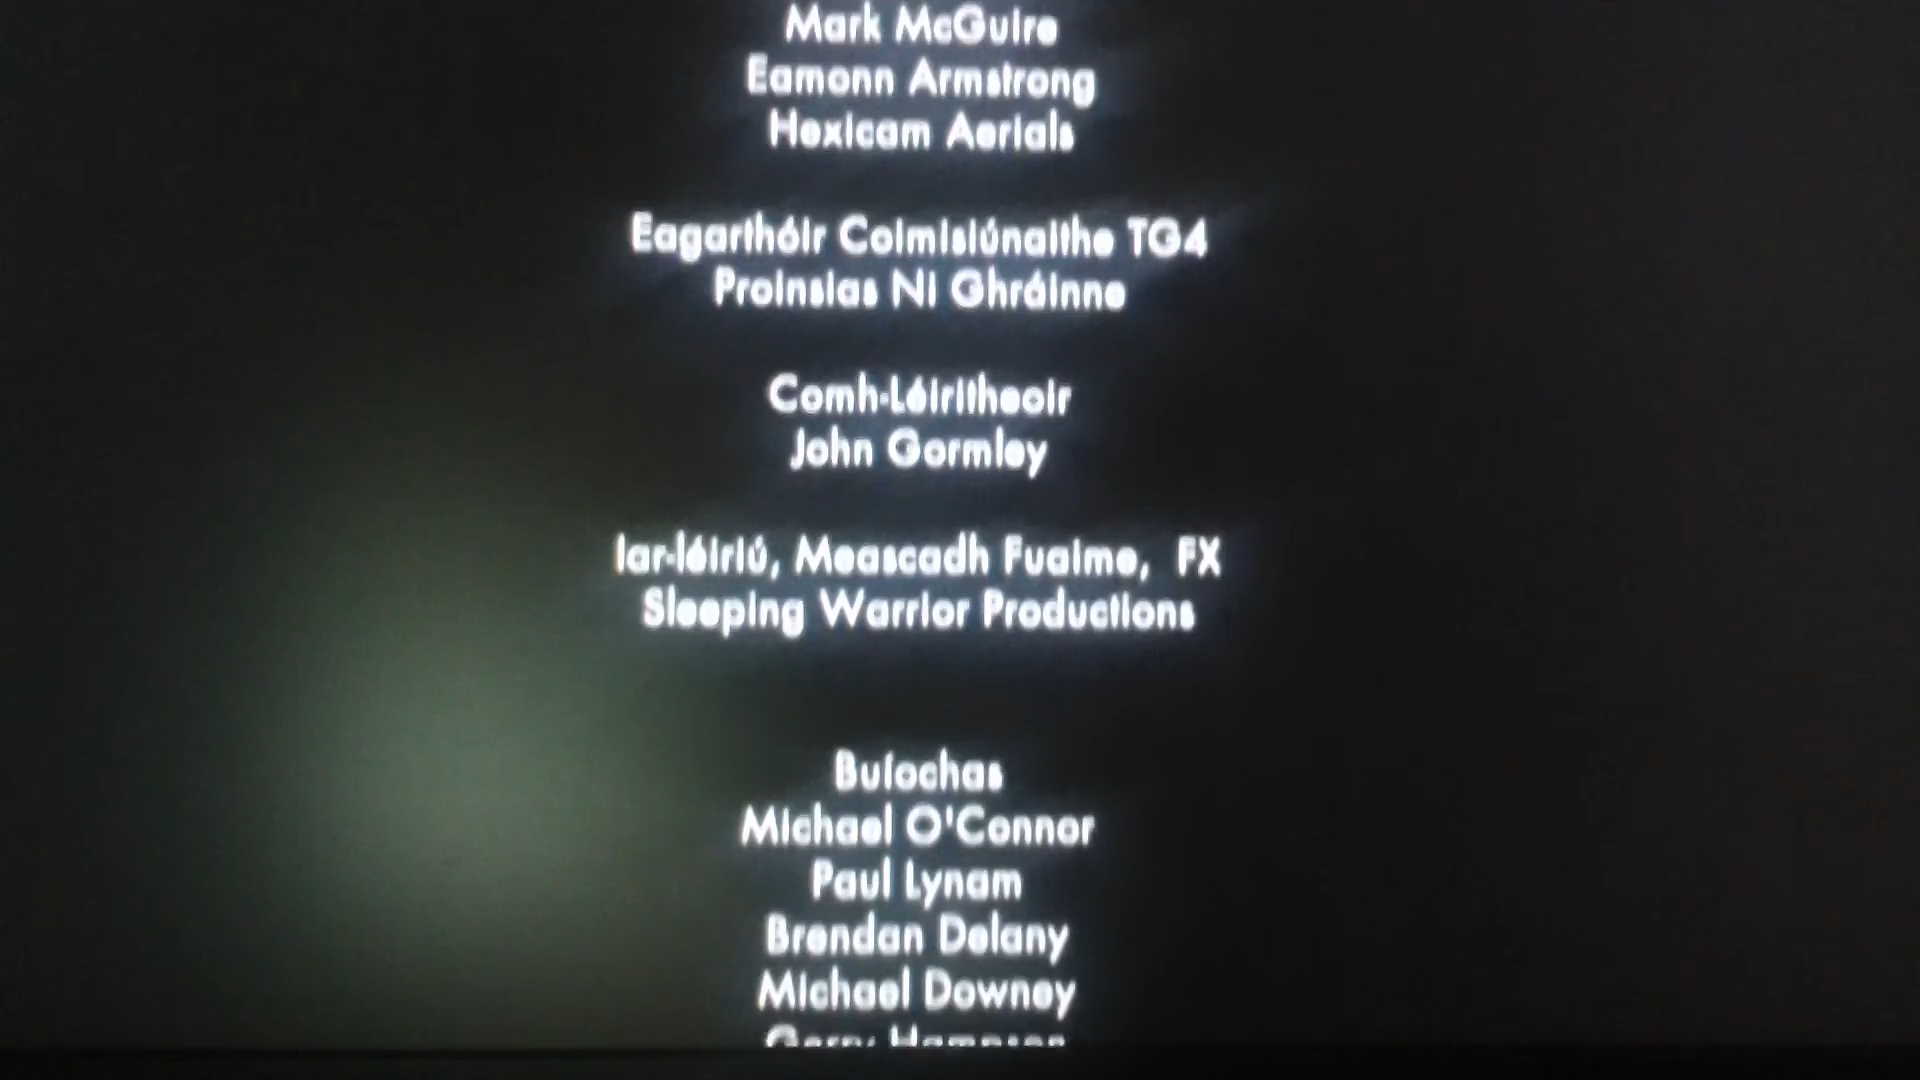 Mark McGuire
Eamonn Armstrong
Hexicam Aerials
Eagarthóir Coimisiúnaithe TG4
Proinsias Ni Ghráinne
Comh-Léiritheoir
John Gormley
Iar-léiriú, Meascadh Fuaime, FX
Sleeping Warrior Productions
Buíochas
Michael O'Connor
Paul Lynam
Brendan Delany
Michael Downey